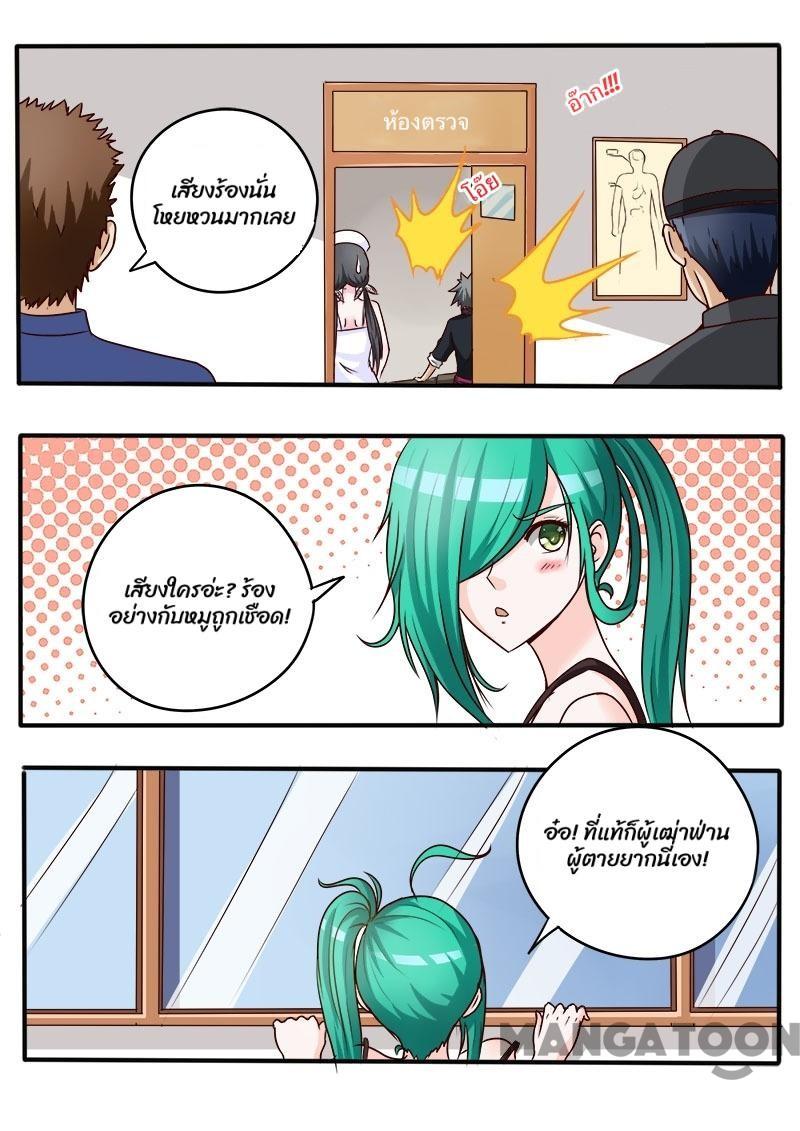 อ๊าก!!!
ห้องตรวจ
โอ๊ย
เสียงร้องนั่น
โหยหวนมากเลย
เสียงใครอ่ะ? ร้อง
อย่างกับหมูถูกเชือด!
อ๋อ! ที่แท้ก็ผู้เฒ่าฟ่าน
ผู้ตายยากนี่เอง!
MANGATOON